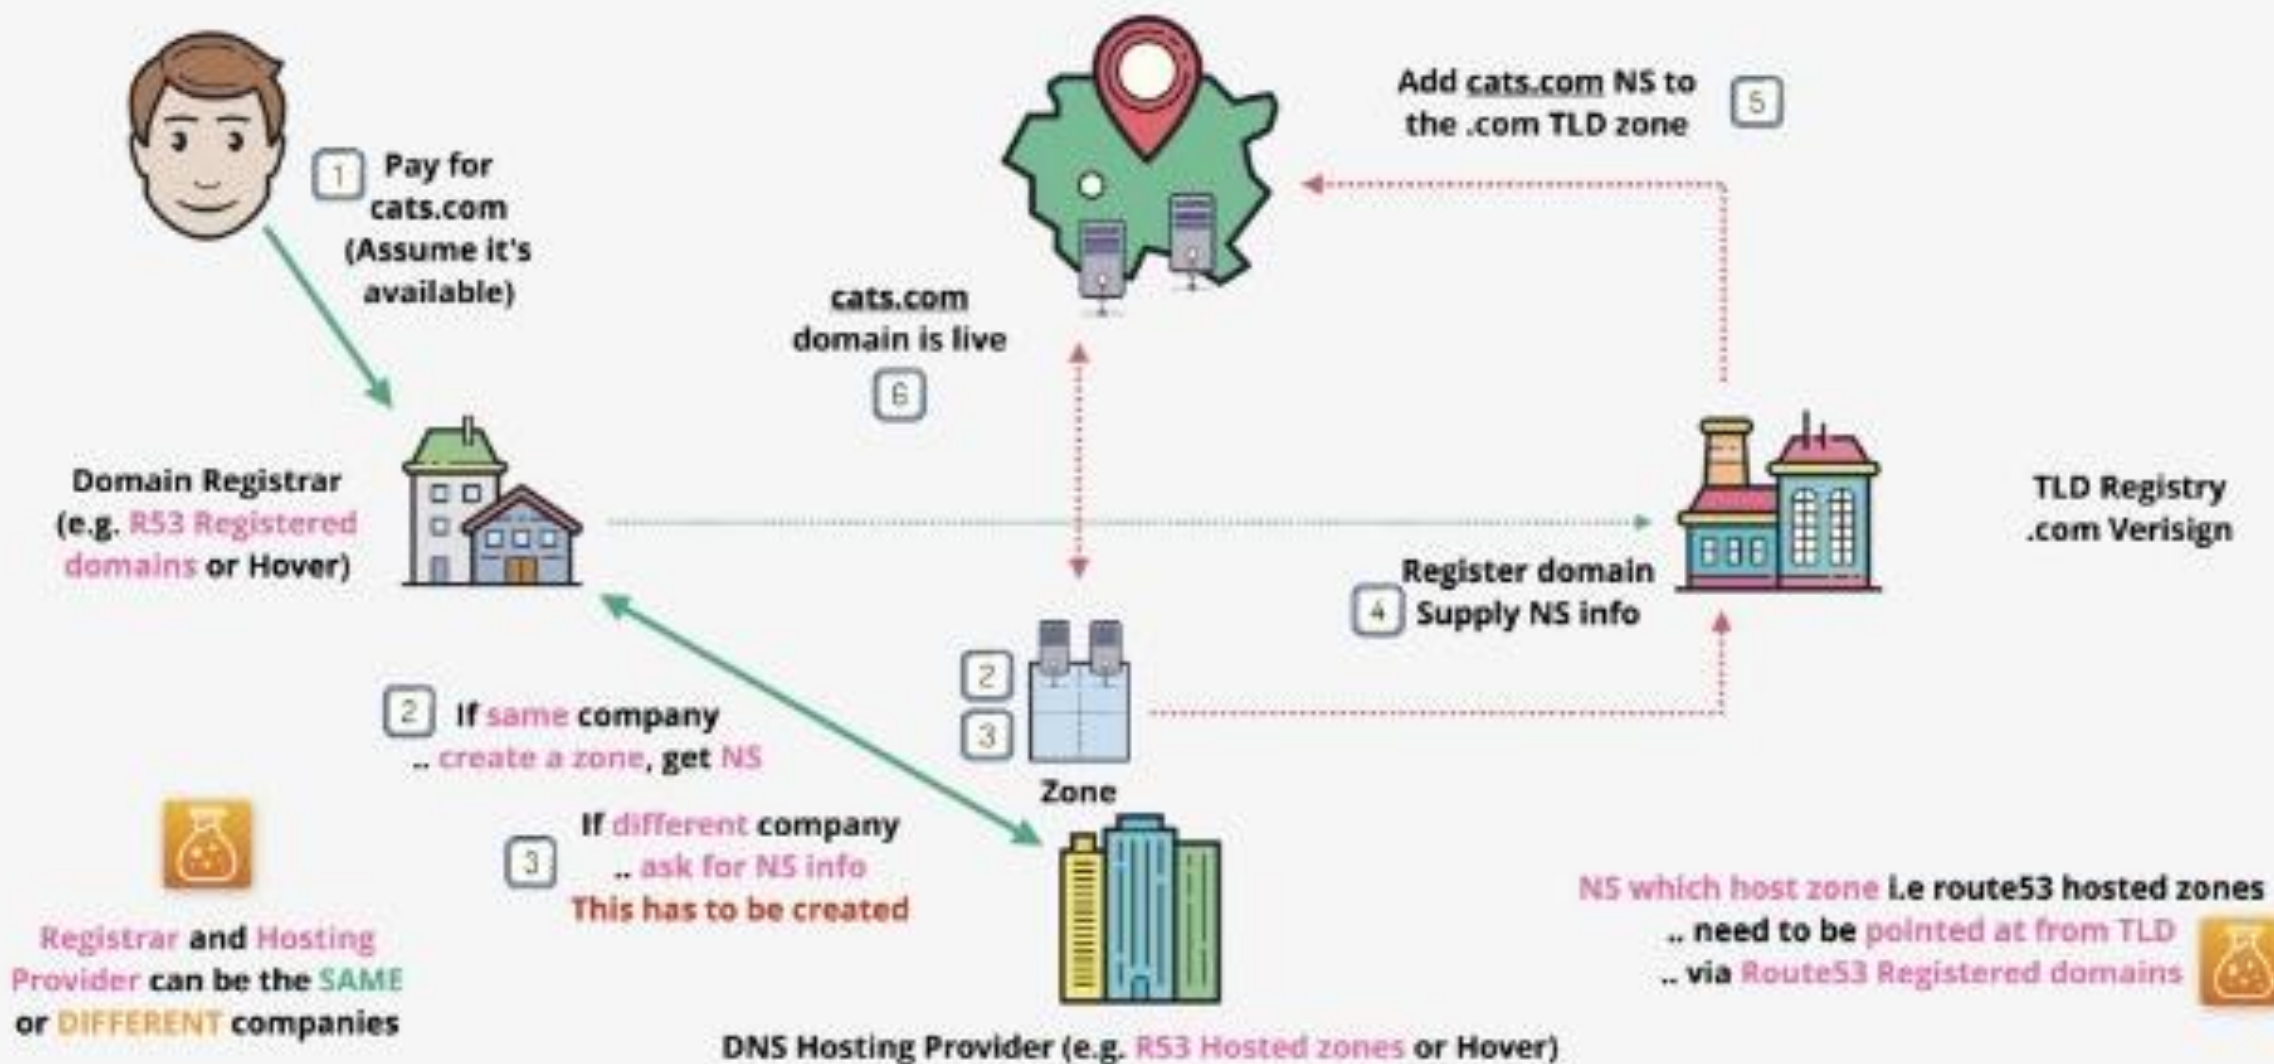 1
Pay for
cats.com
(Assume it's
available)
Add cats.com NS to
the .com TLD zone
5
cats.com
domain is live
6
Domain Registrar
(e.g. R53 Registered
domains or Hover)
TLD Registry
.com Verisign
4
Register domain
Supply NS info
2
If same company
.. create a zone, get NS
2
3
Zone
3
If different company
.. ask for NS info
This has to be created
Registrar and Hosting
Provider can be the SAME
or DIFFERENT companies
NS which host zone i.e route53 hosted zones
.. need to be pointed at from TLD
.. via Route53 Registered domains
DNS Hosting Provider (e.g. R53 Hosted zones or Hover)